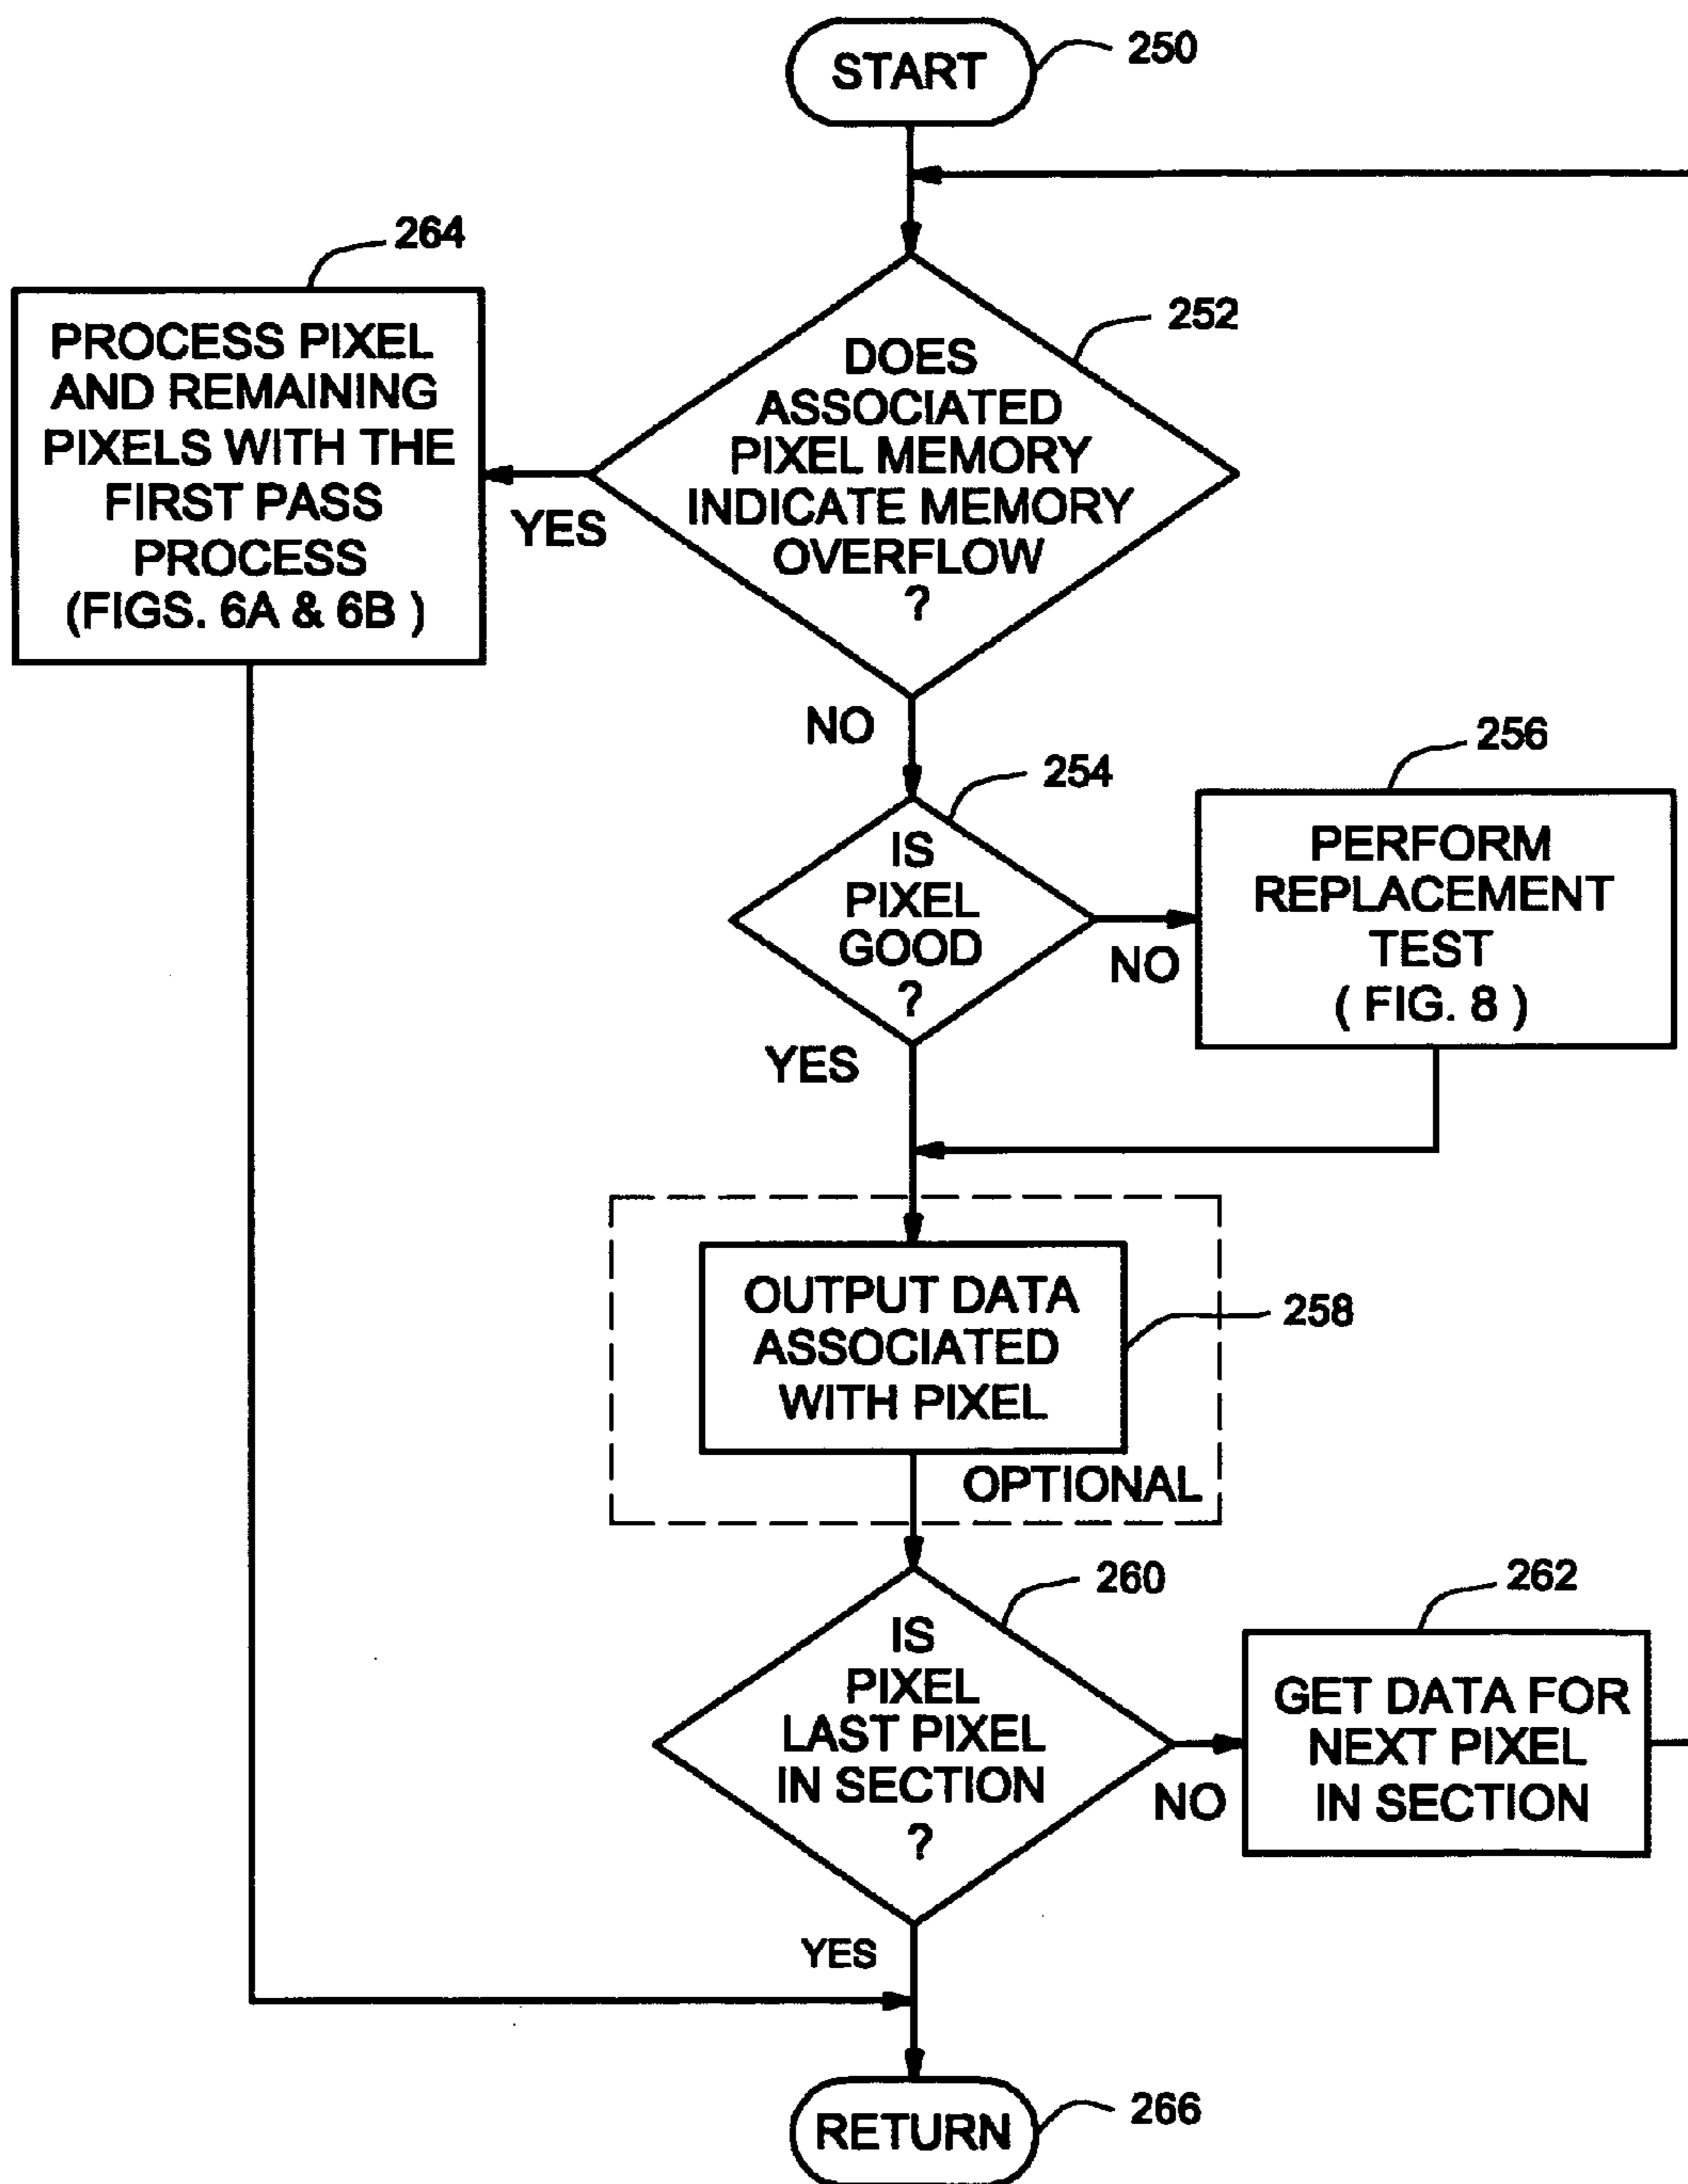 START
250
264
PROCESS PIXEL
AND REMAINING
PIXELS WITH THE
FIRST PASS
PROCESS
(FIGS. 6A & 6B )
252
DOES
ASSOCIATED
PIXEL MEMORY
INDICATE MEMORY
OVERFLOW
?
YES
NO
254
IS
PIXEL
GOOD
?
NO
YES
256
PERFORM
REPLACEMENT
TEST
( FIG. 8 )
OUTPUT DATA
ASSOCIATED
WITH PIXEL
258
OPTIONAL
260
IS
PIXEL
LAST PIXEL
IN SECTION
?
NO
YES
262
GET DATA FOR
NEXT PIXEL
IN SECTION
RETURN
266